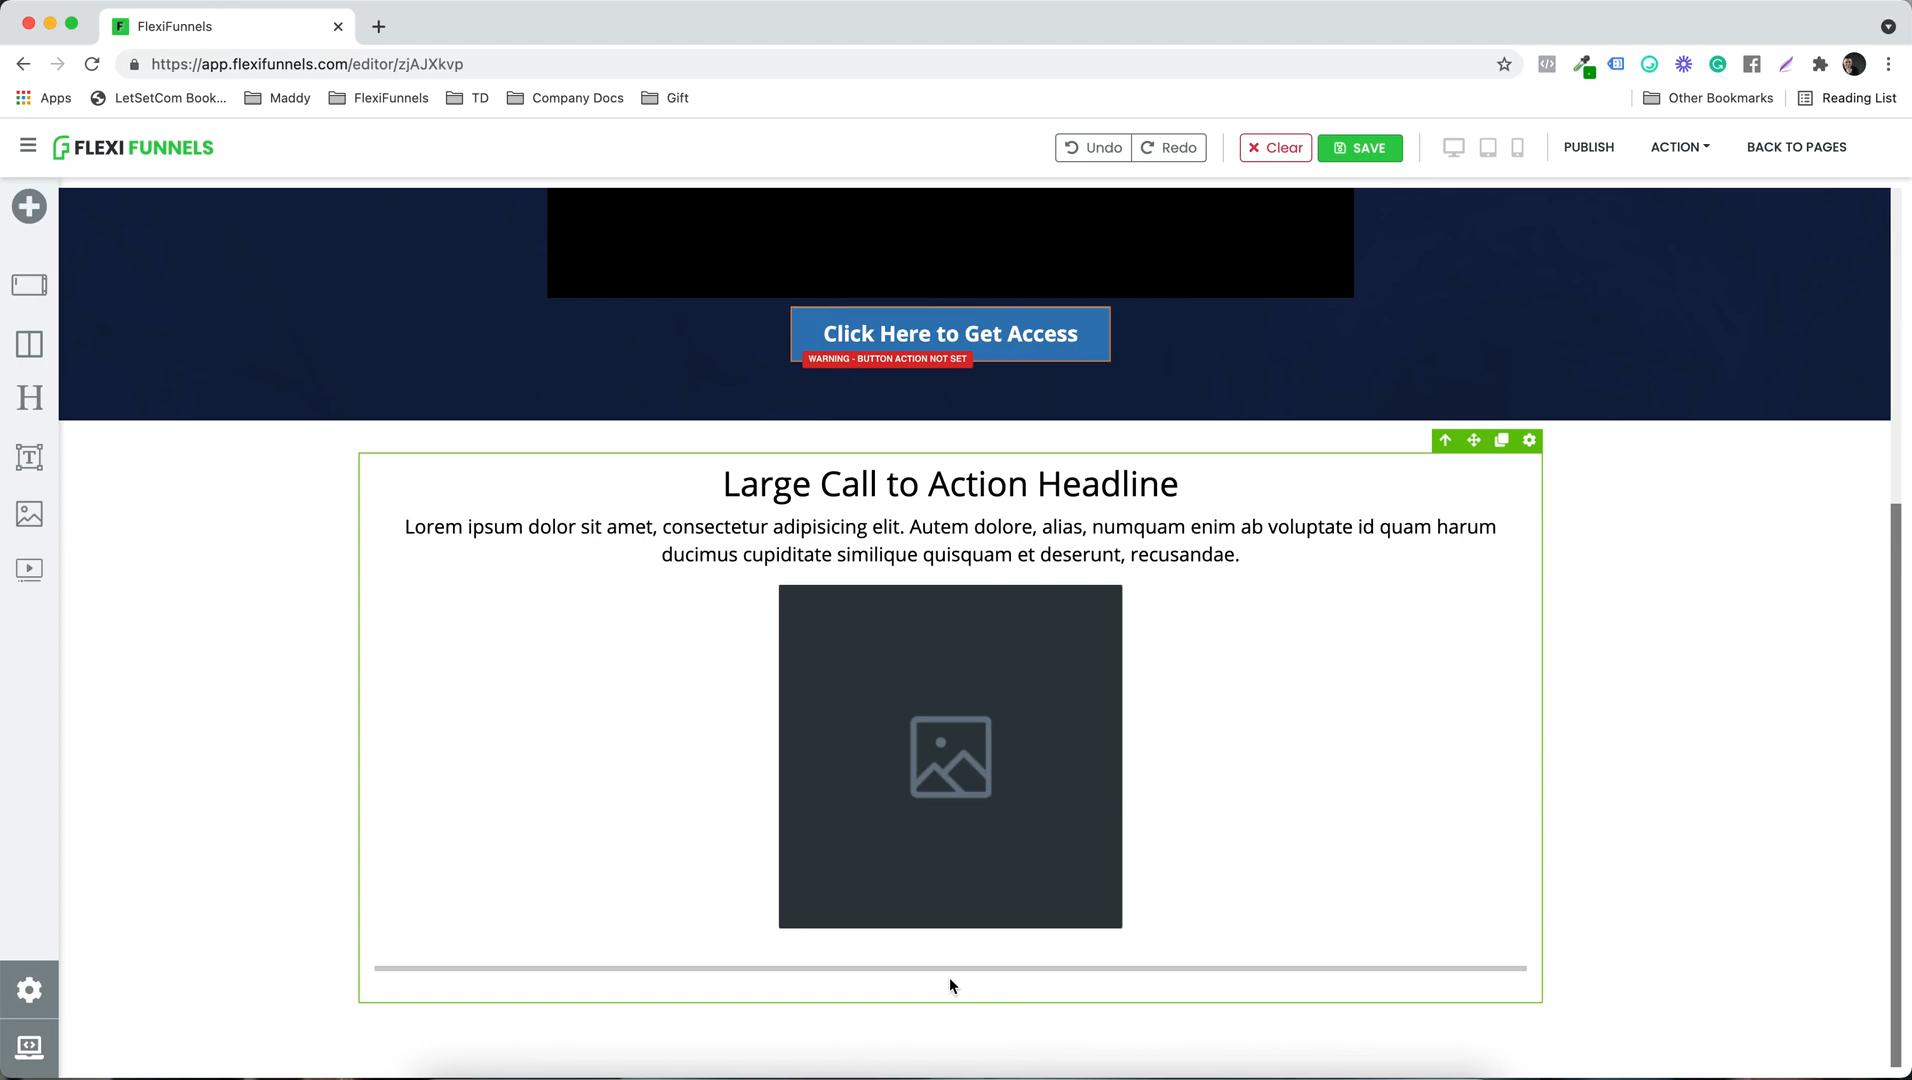 FlexiFunnels
https://app.flexifunnels.com/editor/zjAJXkvp
Apps LetSetCom Book... Maddy FlexiFunnels TD Company Docs Gift Other Bookmarks Reading List
FLEXI FUNNELS Undo Redo Clear SAVE PUBLISH ACTION BACK TO PAGES
Click Here to Get Access
WARNING - BUTTON ACTION NOT SET
Large Call to Action Headline
Lorem ipsum dolor sit amet, consectetur adipisicing elit. Autem dolore, alias, numquam enim ab voluptate id quam harum
ducimus cupiditate similique quisquam et deserunt, recusandae.